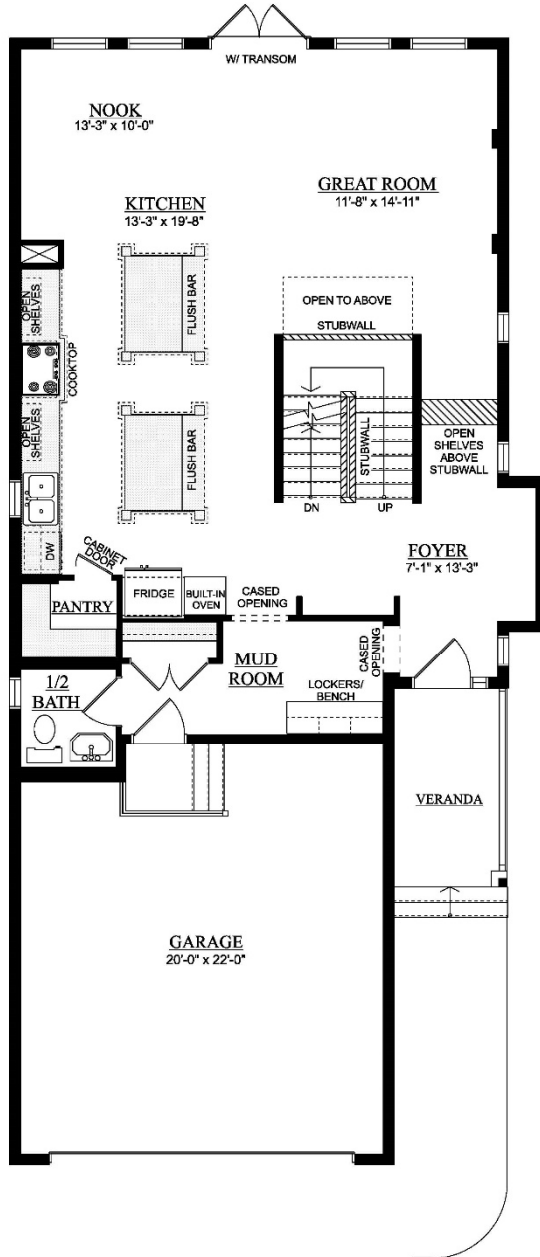 W/ TRANSOM
NOOK
13'-3" x 10'-0"
GREAT ROOM
11'-8" x 14'-11"
KITCHEN
13'-3" x 19'-8"
OPEN
SHELVES
FLUSH BAR
OPEN TO ABOVE
STUBWALL
COOKTOP
OPEN
SHELVES
FLUSH BAR
STUBWALL
OPEN
SHELVES
ABOVE
STUBWALL
DN
UP
DW
CABINET
DOOR
FOYER
7'-1" x 13'-3"
PANTRY
FRIDGE
BUILT-IN
OVEN
CASED
OPENING
CASED
OPENING
MUD
ROOM
1/2
BATH
LOCKERS/
BENCH
VERANDA
GARAGE
20'-0" x 22'-0"